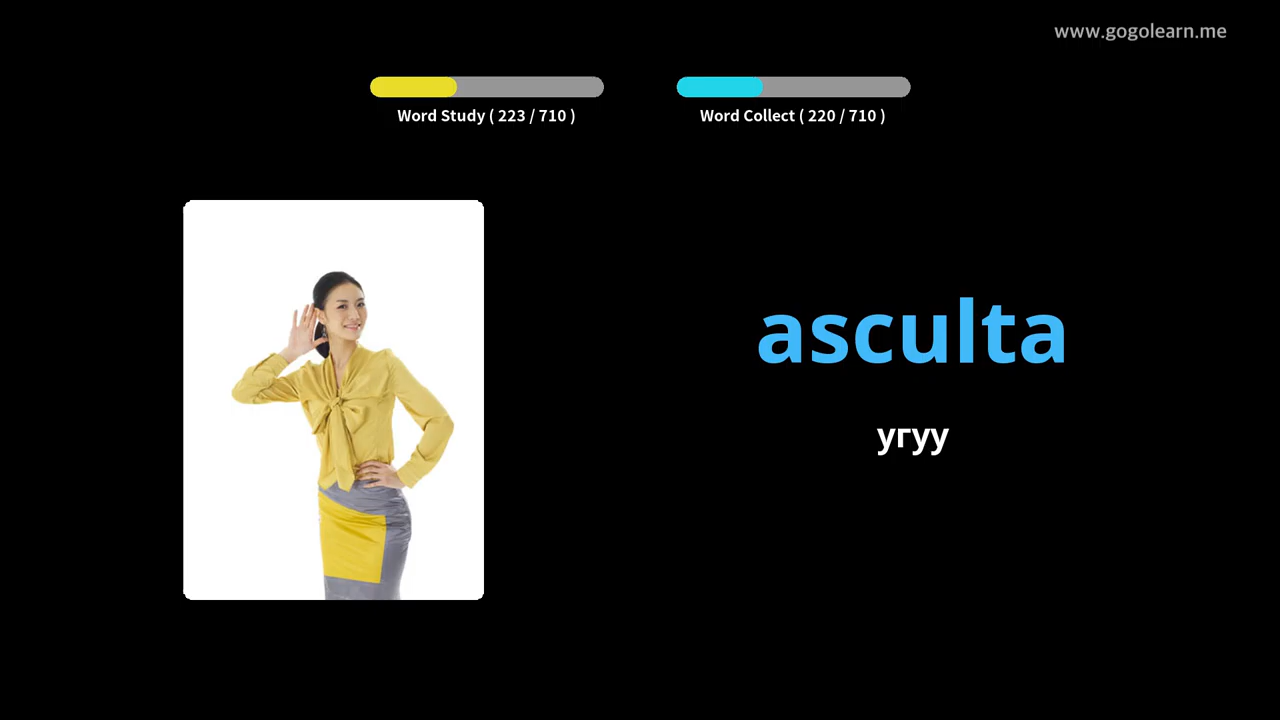 www.gogolearn.me
Word Study ( 223 / 710 )
Word Collect ( 220 / 710 )
asculta
угуу